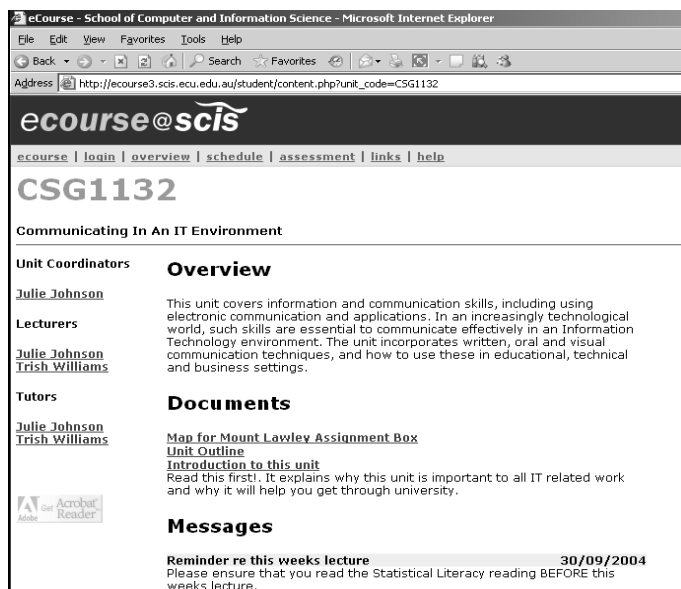 eCourse - School of Computer and Information Science - Microsoft Internet Explorer
File Edit View Favorites Tools Help
Back Search Favorites
Address http://ecourse3.scis.ecu.edu.au/student/content.php?unit_code=CSG1132
ecourse@scis
ecourse | login | overview | schedule | assessment | links | help
CSG1132
Communicating In An IT Environment
Unit Coordinators
Julie Johnson
Lecturers
Julie Johnson
Trish Williams
Tutors
Julie Johnson
Trish Williams
Get Acrobat
Adobe Reader
Overview
This unit covers information and communication skills, including using
electronic communication and applications. In an increasingly technological
world, such skills are essential to communicate effectively in an Information
Technology environment. The unit incorporates written, oral and visual
communication techniques, and how to use these in educational, technical
and business settings.
Documents
Map for Mount Lawley Assignment Box
Unit Outline
Introduction to this unit
Read this first!. It explains why this unit is important to all IT related work
and why it will help you get through university.
Messages
Reminder re this weeks lecture 30/09/2004
Please ensure that you read the Statistical Literacy reading BEFORE this
weeks lecture.